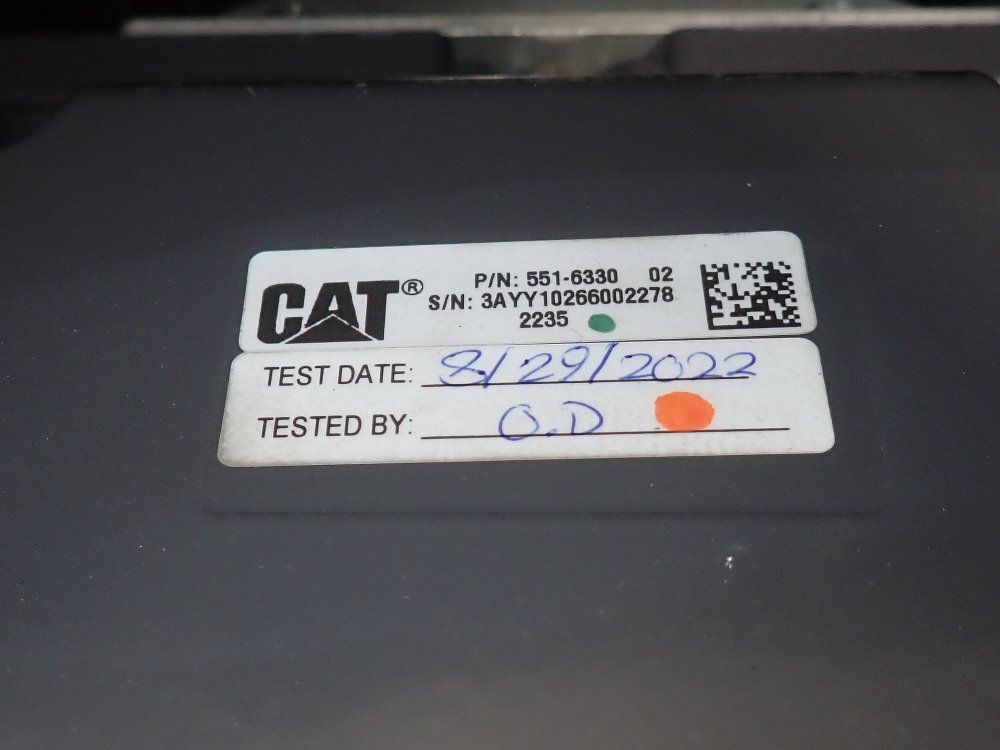 CAT®
P/N: 551-6330 02
S/N: 3AYY10266002278
2235
TEST DATE: 8/29/2022
TESTED BY: O.D